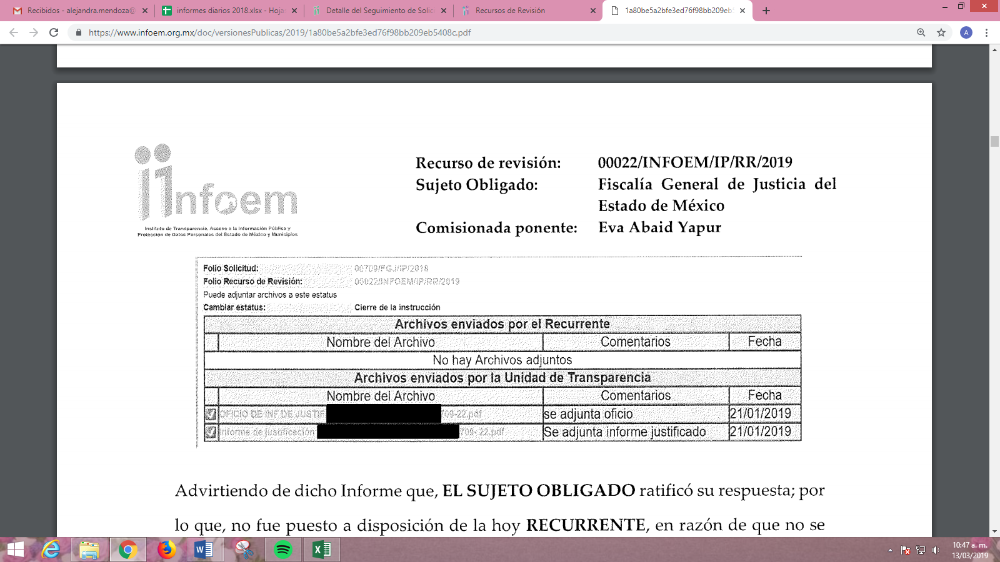 Recibidos - alejandra.mendoza@
informes diarios 2018.xlsx - Hoja
Detalle del Seguimiento de Solic
Recursos de Revisión
1a80be5a2bfe3ed76f98bb209eb5
https://www.infoem.org.mx/doc/versionesPublicas/2019/1a80be5a2bfe3ed76f98bb209eb5408c.pdf
A
infoem
Instituto de Transparencia, Acceso a la Información Pública y
Protección de Datos Personales del Estado de México y Municipios
Recurso de revisión: 00022/INFOEM/IP/RR/2019
Sujeto Obligado: Fiscalía General de Justicia del
Estado de México
Comisionada ponente: Eva Abaid Yapur
Folio Solicitud: 00709/FGJ/IP/2018
Folio Recurso de Revisión: 00022/INFOEM/IP/RR/2019
Puede adjuntar archivos a este estatus
Cambiar estatus: Cierre de la instrucción
Archivos enviados por el Recurrente
Nombre del Archivo Comentarios Fecha
No hay Archivos adjuntos
Archivos enviados por la Unidad de Transparencia
Nombre del Archivo Comentarios Fecha
OFICIO DE INF DE JUSTIF 709-22.pdf se adjunta oficio 21/01/2019
Informe de justificación 709- 22.pdf Se adjunta informe justificado 21/01/2019
Advirtiendo de dicho Informe que, EL SUJETO OBLIGADO ratificó su respuesta; por
lo que, no fue puesto a disposición de la hoy RECURRENTE, en razón de que no se
10:47 a. m.
13/03/2019